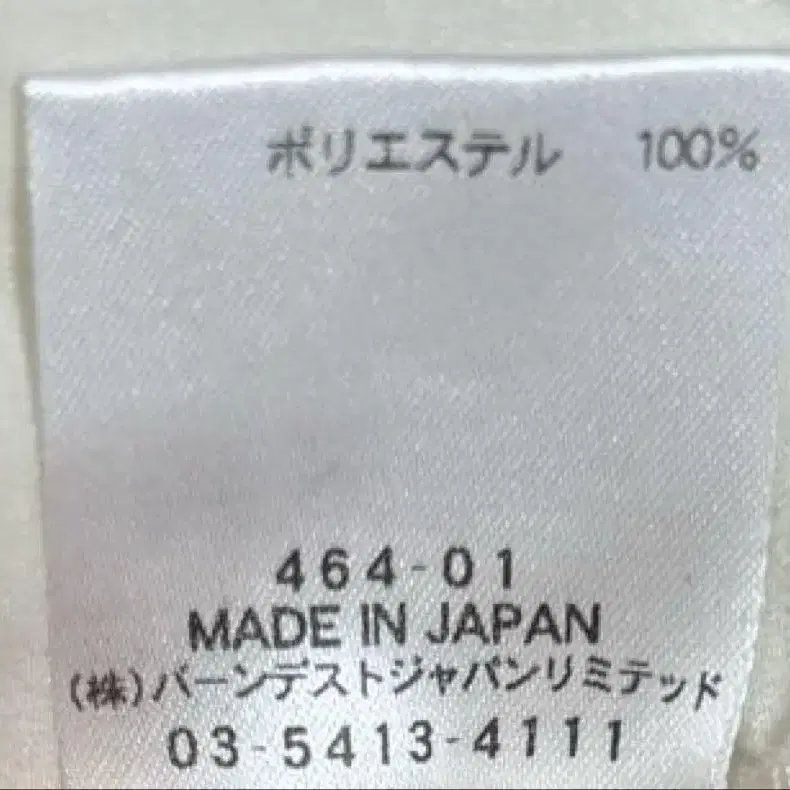 ポリエステル 100%
464-01
MADE IN JAPAN
(株)バーンデストジャパンリミテッド
03-5413-4111